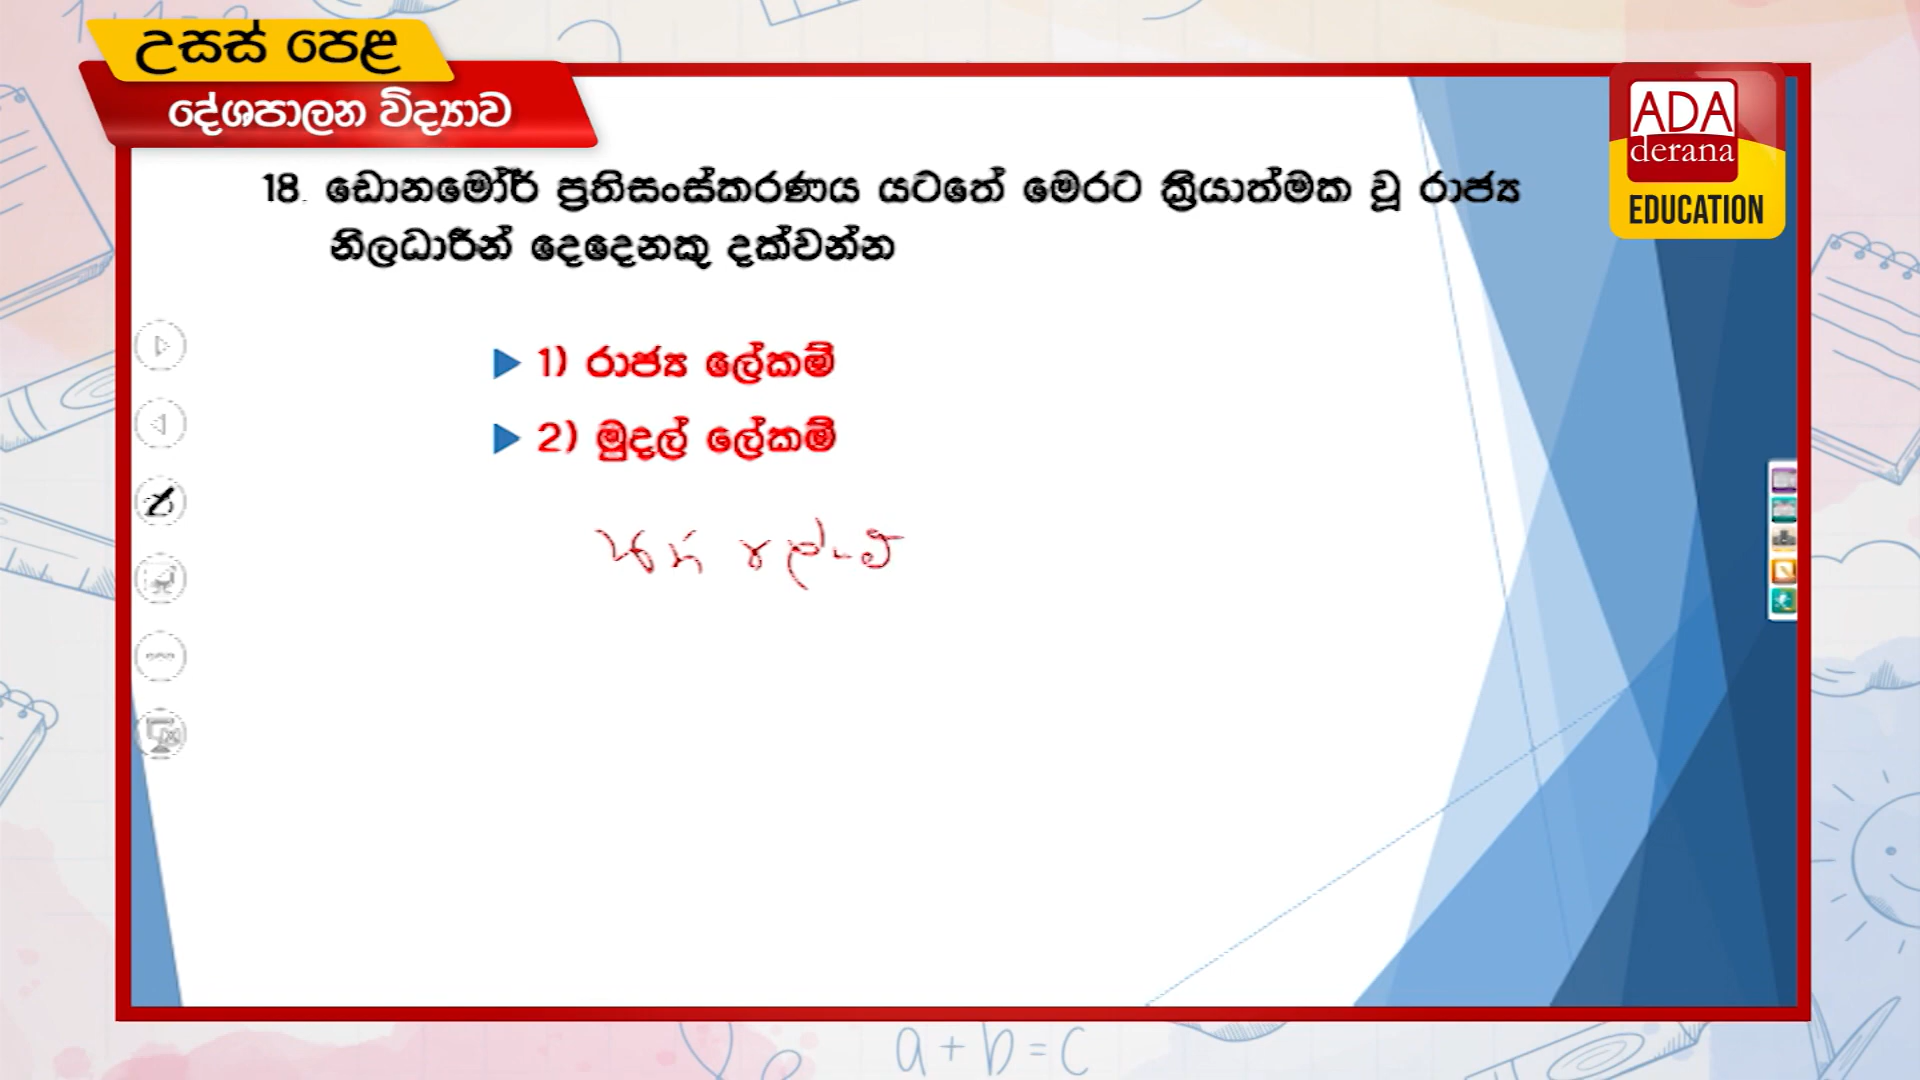 උසස් පෙළ
දේශපාලන විද්‍යාව
ADA
derana
EDUCATION
18. ඩොනමෝර් ප්‍රතිසංස්කරණය යටතේ මෙරට ක්‍රියාත්මක වූ රාජ්‍ය
නිලධාරීන් දෙදෙනකු දක්වන්න
1) රාජ්‍ය ලේකම්
2) මුදල් ලේකම්
a + b = c